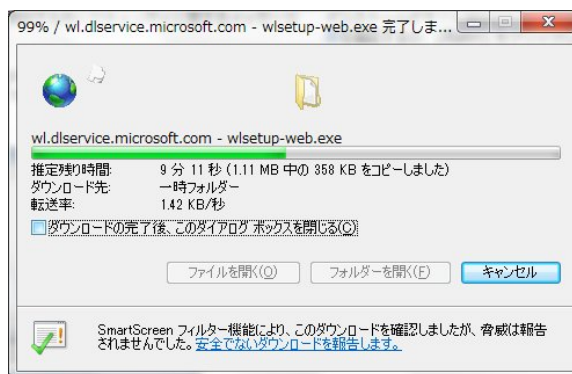 99% / wl.dlservice.microsoft.com - wlsetup-web.exe 完了しま...
wl.dlservice.microsoft.com - wlsetup-web.exe
推定残り時間: 9 分 11 秒 (1.11 MB 中の 358 KB をコピーしました)
ダウンロード先: 一時フォルダー
転送率: 1.42 KB/秒
ダウンロードの完了後、このダイアログ ボックスを閉じる(C)
ファイルを開く(O) フォルダーを開く(F) キャンセル
SmartScreen フィルター機能により、このダウンロードを確認しましたが、脅威は報告
されませんでした。安全でないダウンロードを報告します。